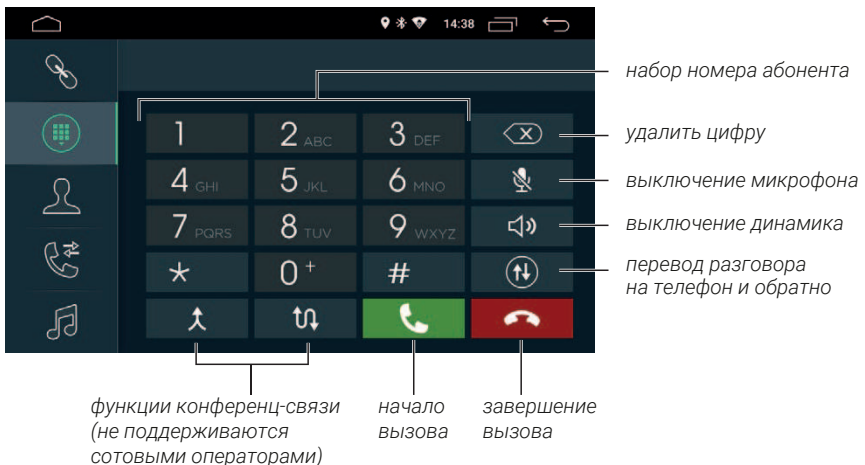 14:38
набор номера абонента
1
2 ABC
3 DEF
удалить цифру
4 GHI
5 JKL
6 MNO
выключение микрофона
7 PQRS
8 TUV
9 WXYZ
выключение динамика
*
0 +
#
перевод разговора
на телефон и обратно
функции конференц-связи
(не поддерживаются
сотовыми операторами)
начало
вызова
завершение
вызова